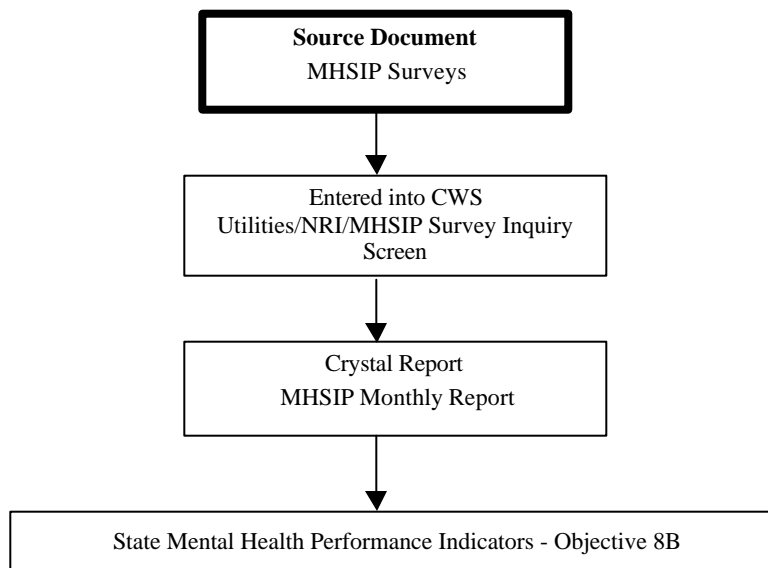 Source Document
MHSIP Surveys
Entered into CWS
Utilities/NRI/MHSIP Survey Inquiry
Screen
Crystal Report
MHSIP Monthly Report
State Mental Health Performance Indicators - Objective 8B